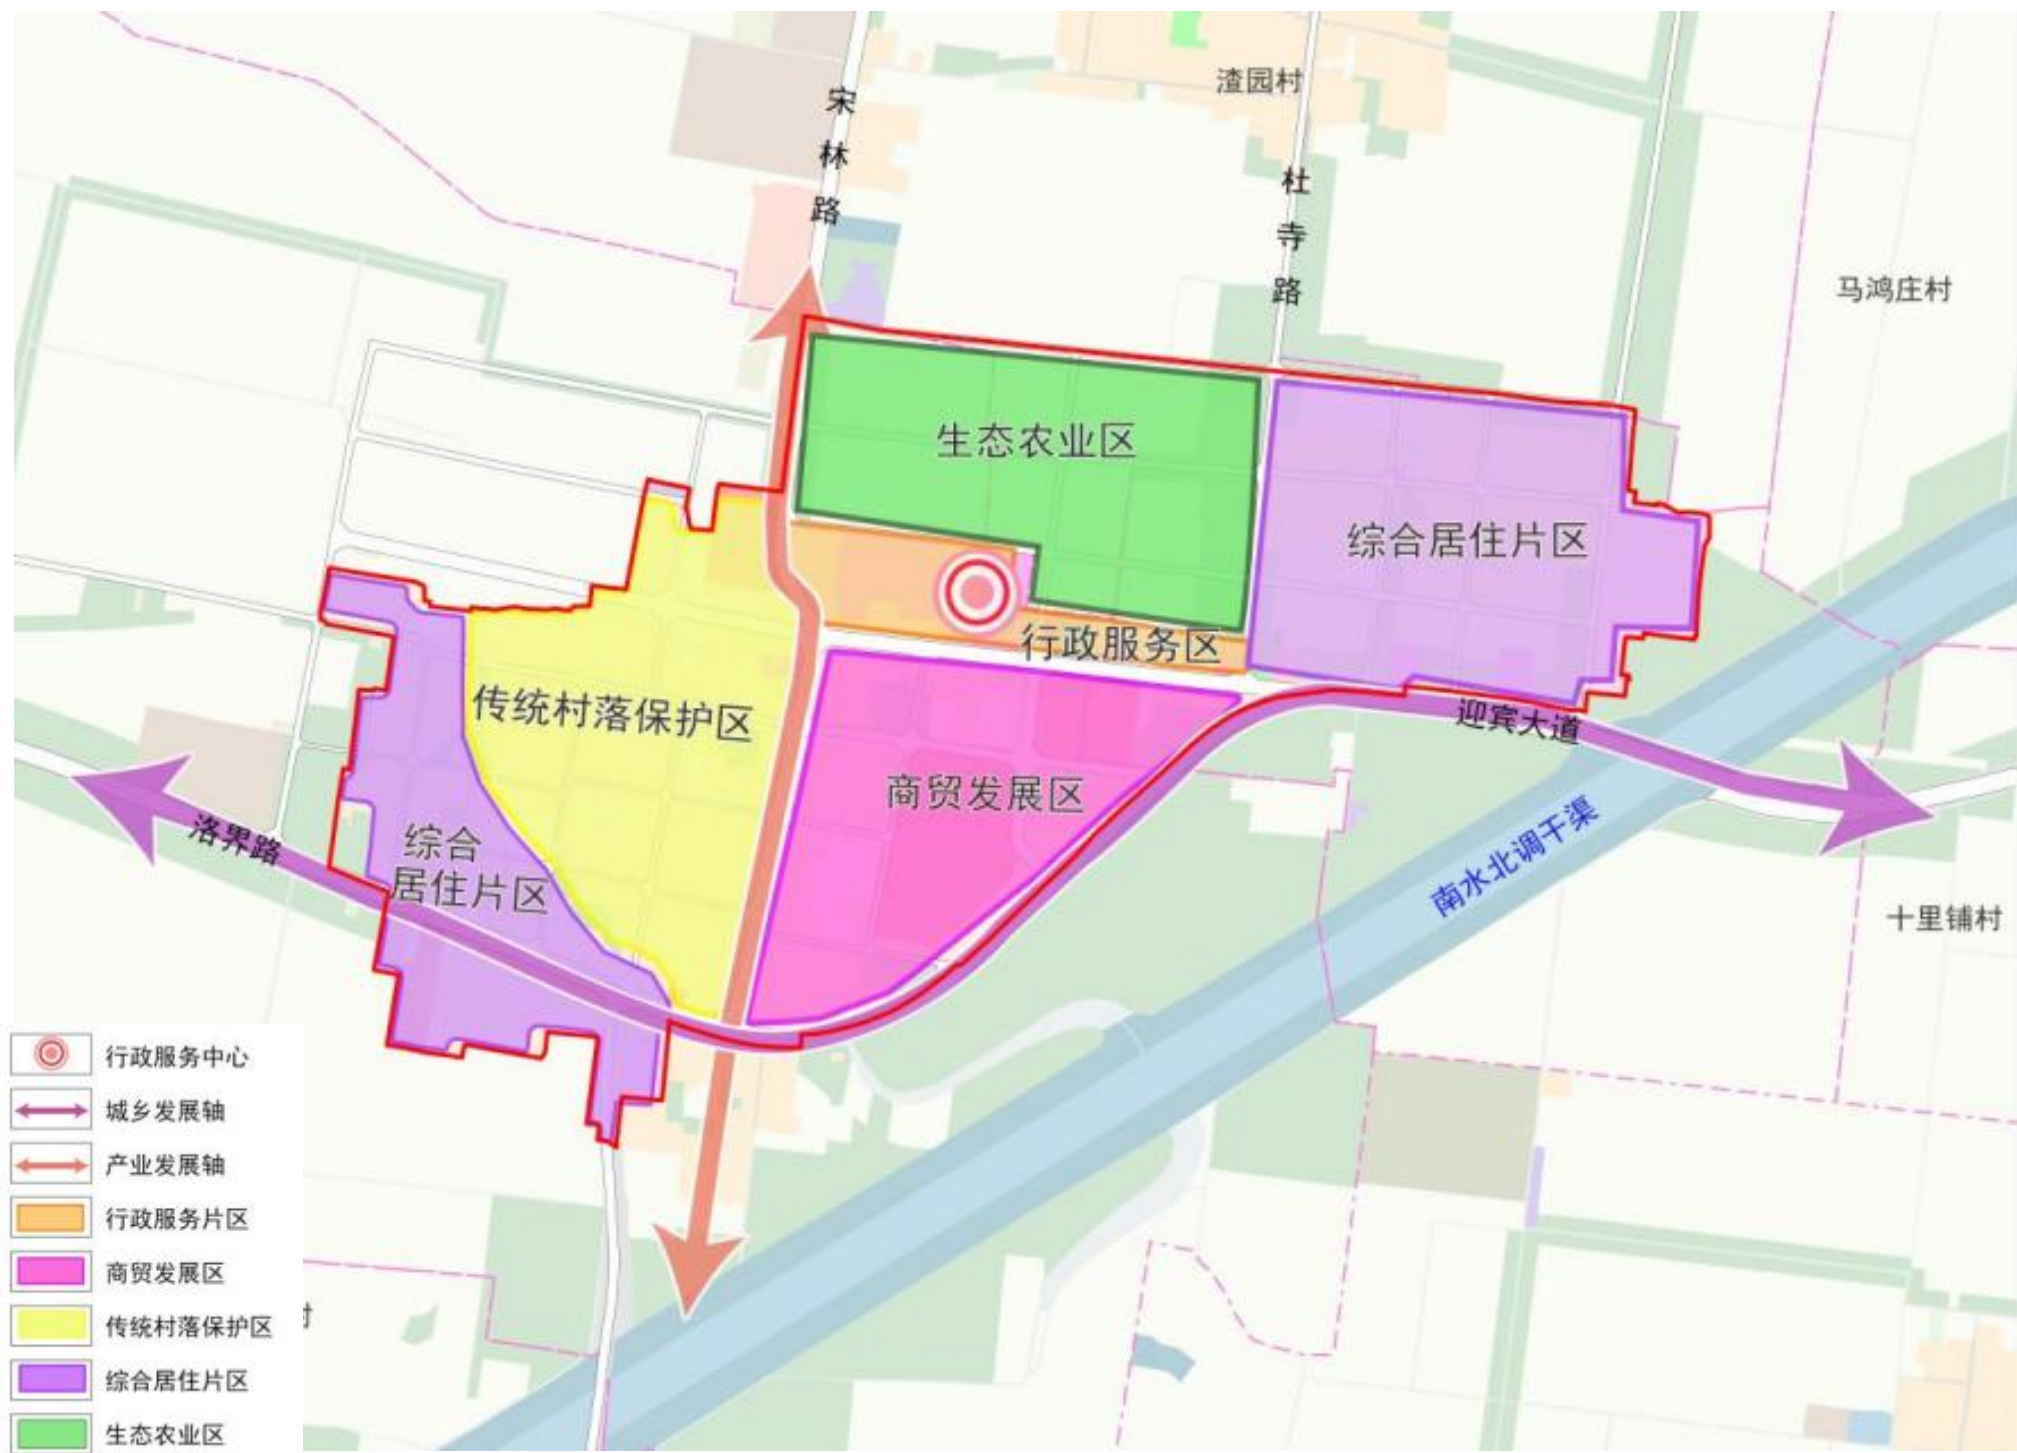 渣园村
宋林路
杜寺路
马鸿庄村
生态农业区
综合居住片区
行政服务区
传统村落保护区
迎宾大道
商贸发展区
洛界路
综合
居住片区
南水北调干渠
十里铺村
行政服务中心
城乡发展轴
产业发展轴
行政服务片区
商贸发展区
传统村落保护区
综合居住片区
生态农业区